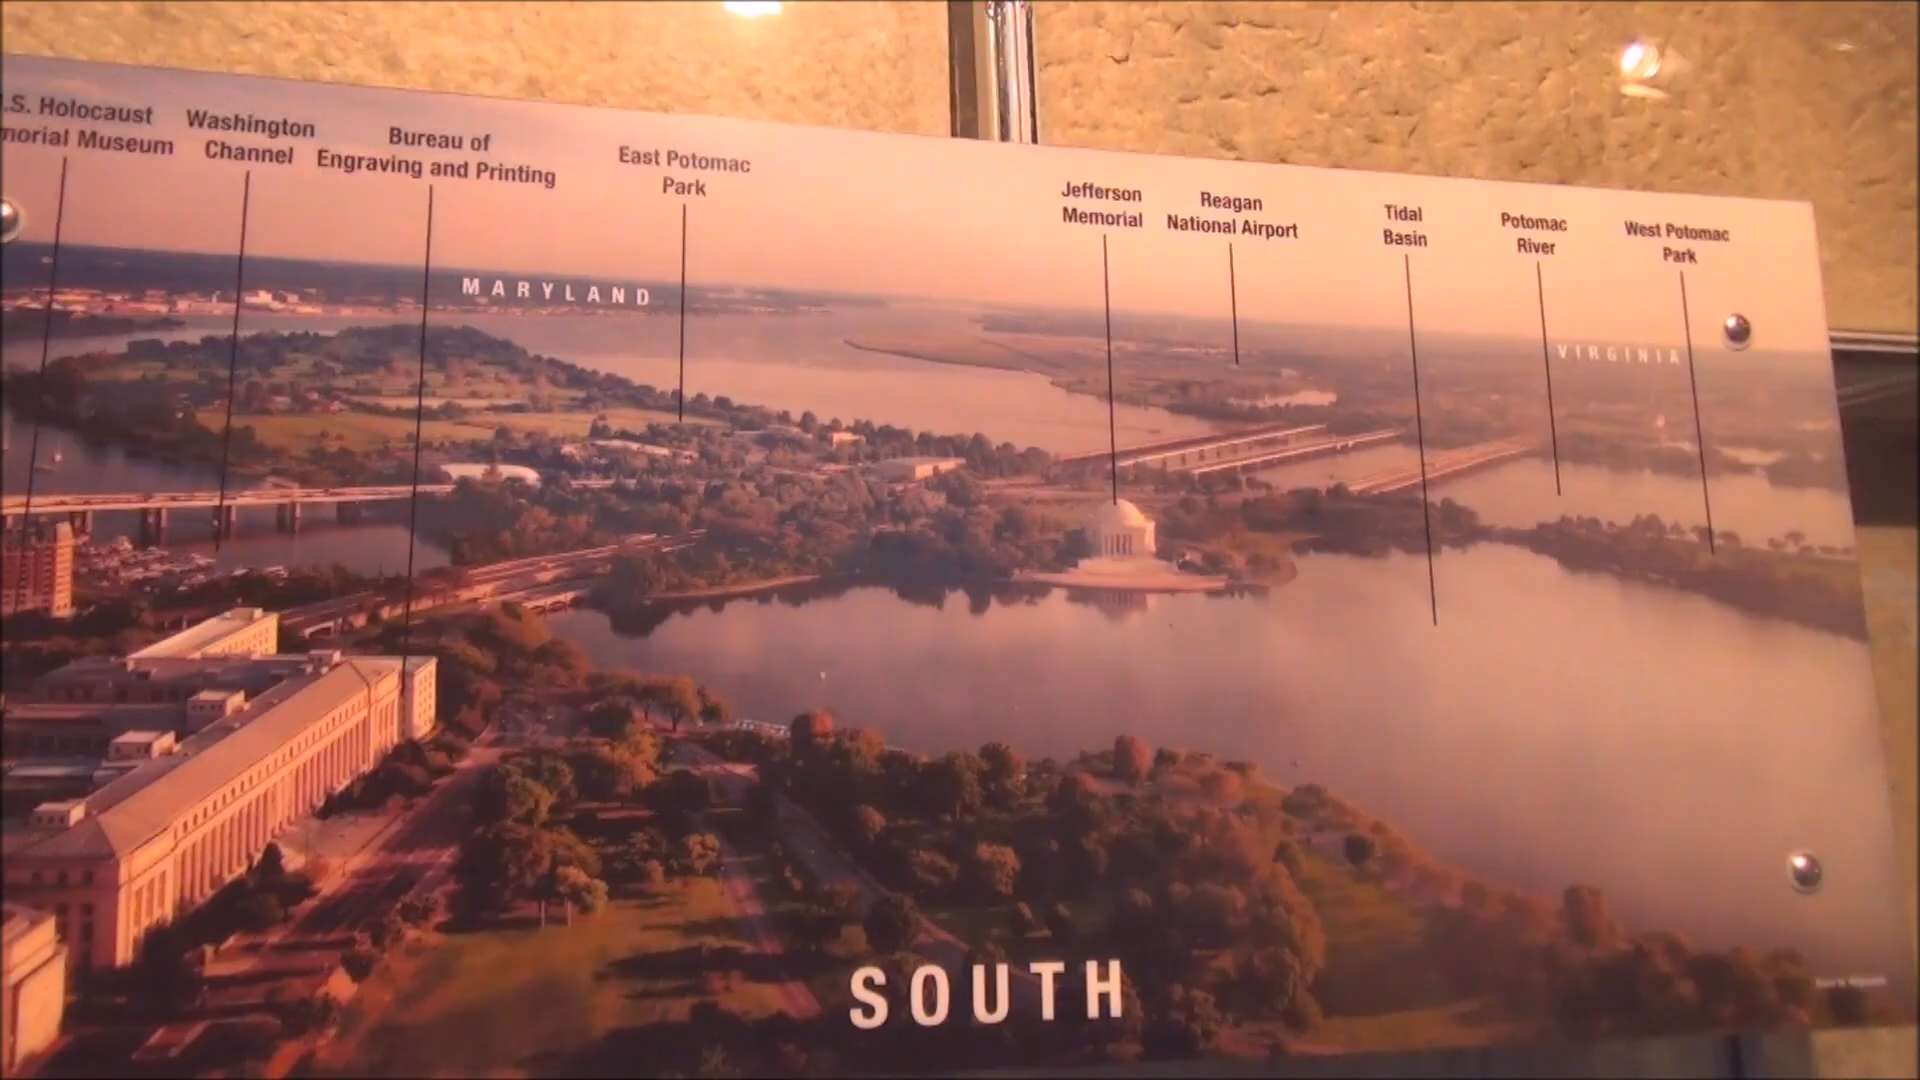 .S. Holocaust
morial Museum
Washington
Channel
Bureau of
Engraving and Printing
East Potomac
Park
Jefferson
Memorial
Reagan
National Airport
Tidal
Basin
Potomac
River
West Potomac
Park
MARYLAND
VIRGINIA
SOUTH